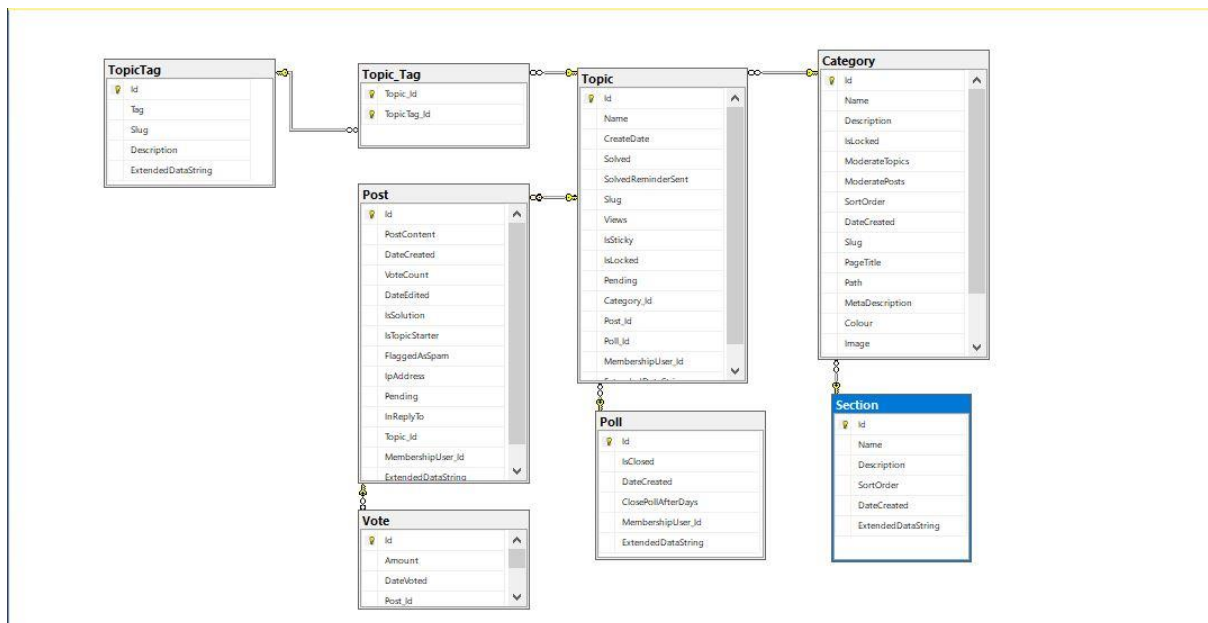 TopicTag
Id
Tag
Slug
Description
ExtendedDataString
Topic_Tag
Topic_Id
TopicTag_Id
Topic
Id
Name
CreateDate
Solved
SolvedReminderSent
Slug
Views
IsSticky
IsLocked
Pending
Category_Id
Post_Id
Poll_Id
MembershipUser_Id
ExtendedDataString
Category
Id
Name
Description
IsLocked
ModerateTopics
ModeratePosts
SortOrder
DateCreated
Slug
PageTitle
Path
MetaDescription
Colour
Image
Post
Id
PostContent
DateCreated
VoteCount
DateEdited
IsSolution
IsTopicStarter
FlaggedAsSpam
IpAddress
Pending
InReplyTo
Topic_Id
MembershipUser_Id
ExtendedDataString
Section
Id
Name
Description
SortOrder
DateCreated
ExtendedDataString
Poll
Id
IsClosed
DateCreated
ClosePollAfterDays
MembershipUser_Id
ExtendedDataString
Vote
Id
Amount
DateVoted
Post_Id